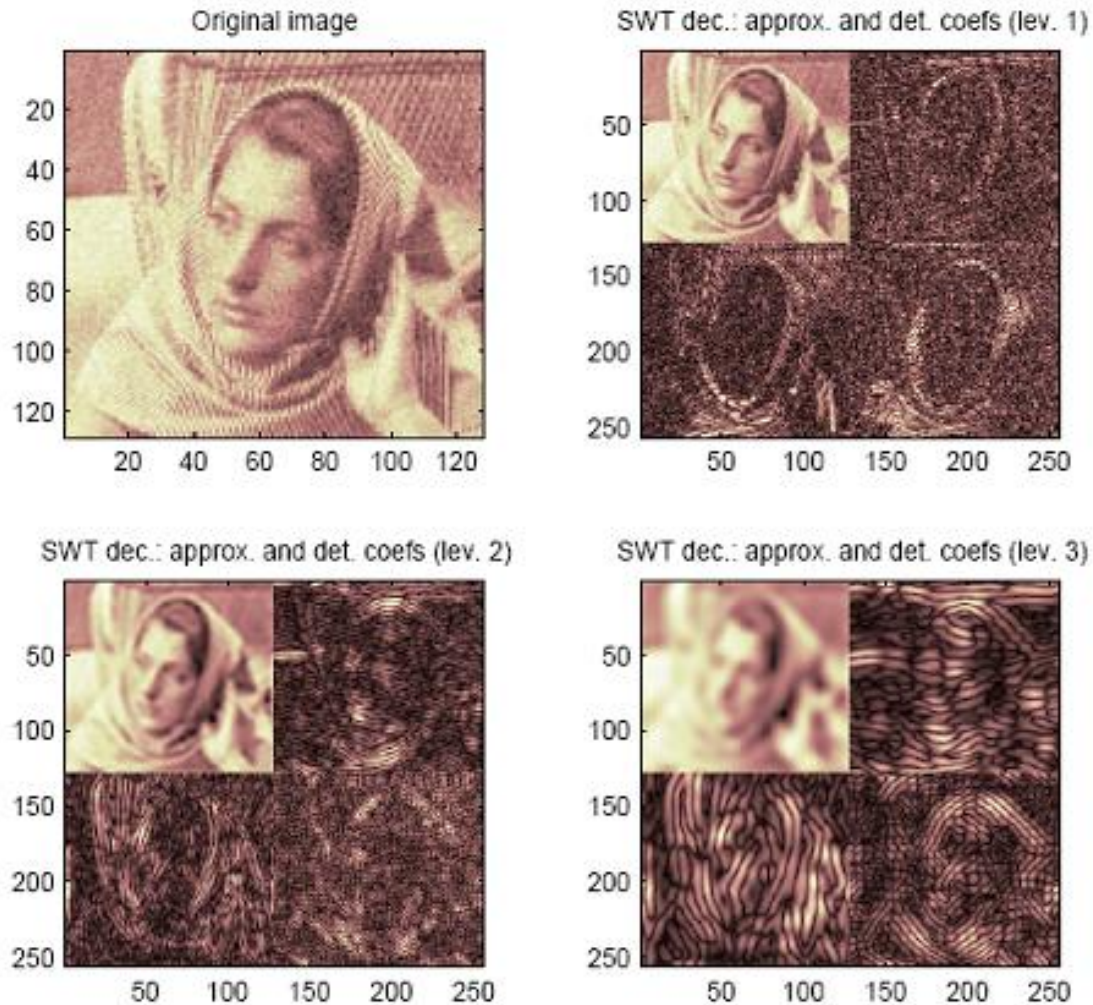 Original image
20
40
60
80
100
120
20 40 60 80 100 120
SWT dec.: approx. and det. coefs (lev. 1)
50
100
150
200
250
50 100 150 200 250
SWT dec.: approx. and det. coefs (lev. 2)
50
100
150
200
250
50 100 150 200 250
SWT dec.: approx. and det. coefs (lev. 3)
50
100
150
200
250
50 100 150 200 250